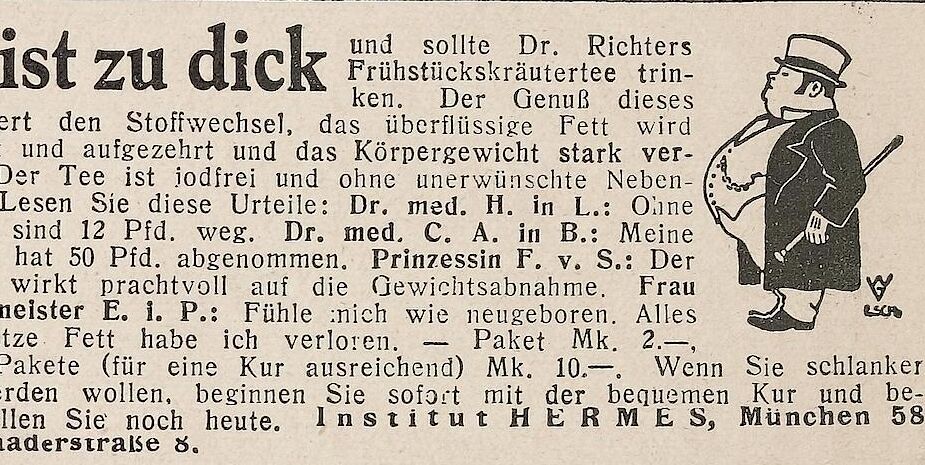 ist zu dick
und sollte Dr. Richters
Frühstückskräutertee trin-
ken. Der Genuß dieses
ert den Stoffwechsel, das überflüssige Fett wird
und aufgezehrt und das Körpergewicht stark ver-
Der Tee ist jodfrei und ohne unerwünschte Neben-
Lesen Sie diese Urteile: Dr. med. H. in L.: Ohne
sind 12 Pfd. weg. Dr. med. C. A. in B.: Meine
hat 50 Pfd. abgenommen. Prinzessin F. v. S.: Der
wirkt prachtvoll auf die Gewichtsabnahme. Frau
meister E. i. P.: Fühle mich wie neugeboren. Alles
tze Fett habe ich verloren. — Paket Mk. 2.—,
Pakete (für eine Kur ausreichend) Mk. 10.—. Wenn Sie schlanker
erden wollen, beginnen Sie sofort mit der bequemen Kur und be-
llen Sie noch heute. Institut HERMES, München 58
aaderstraße 8.